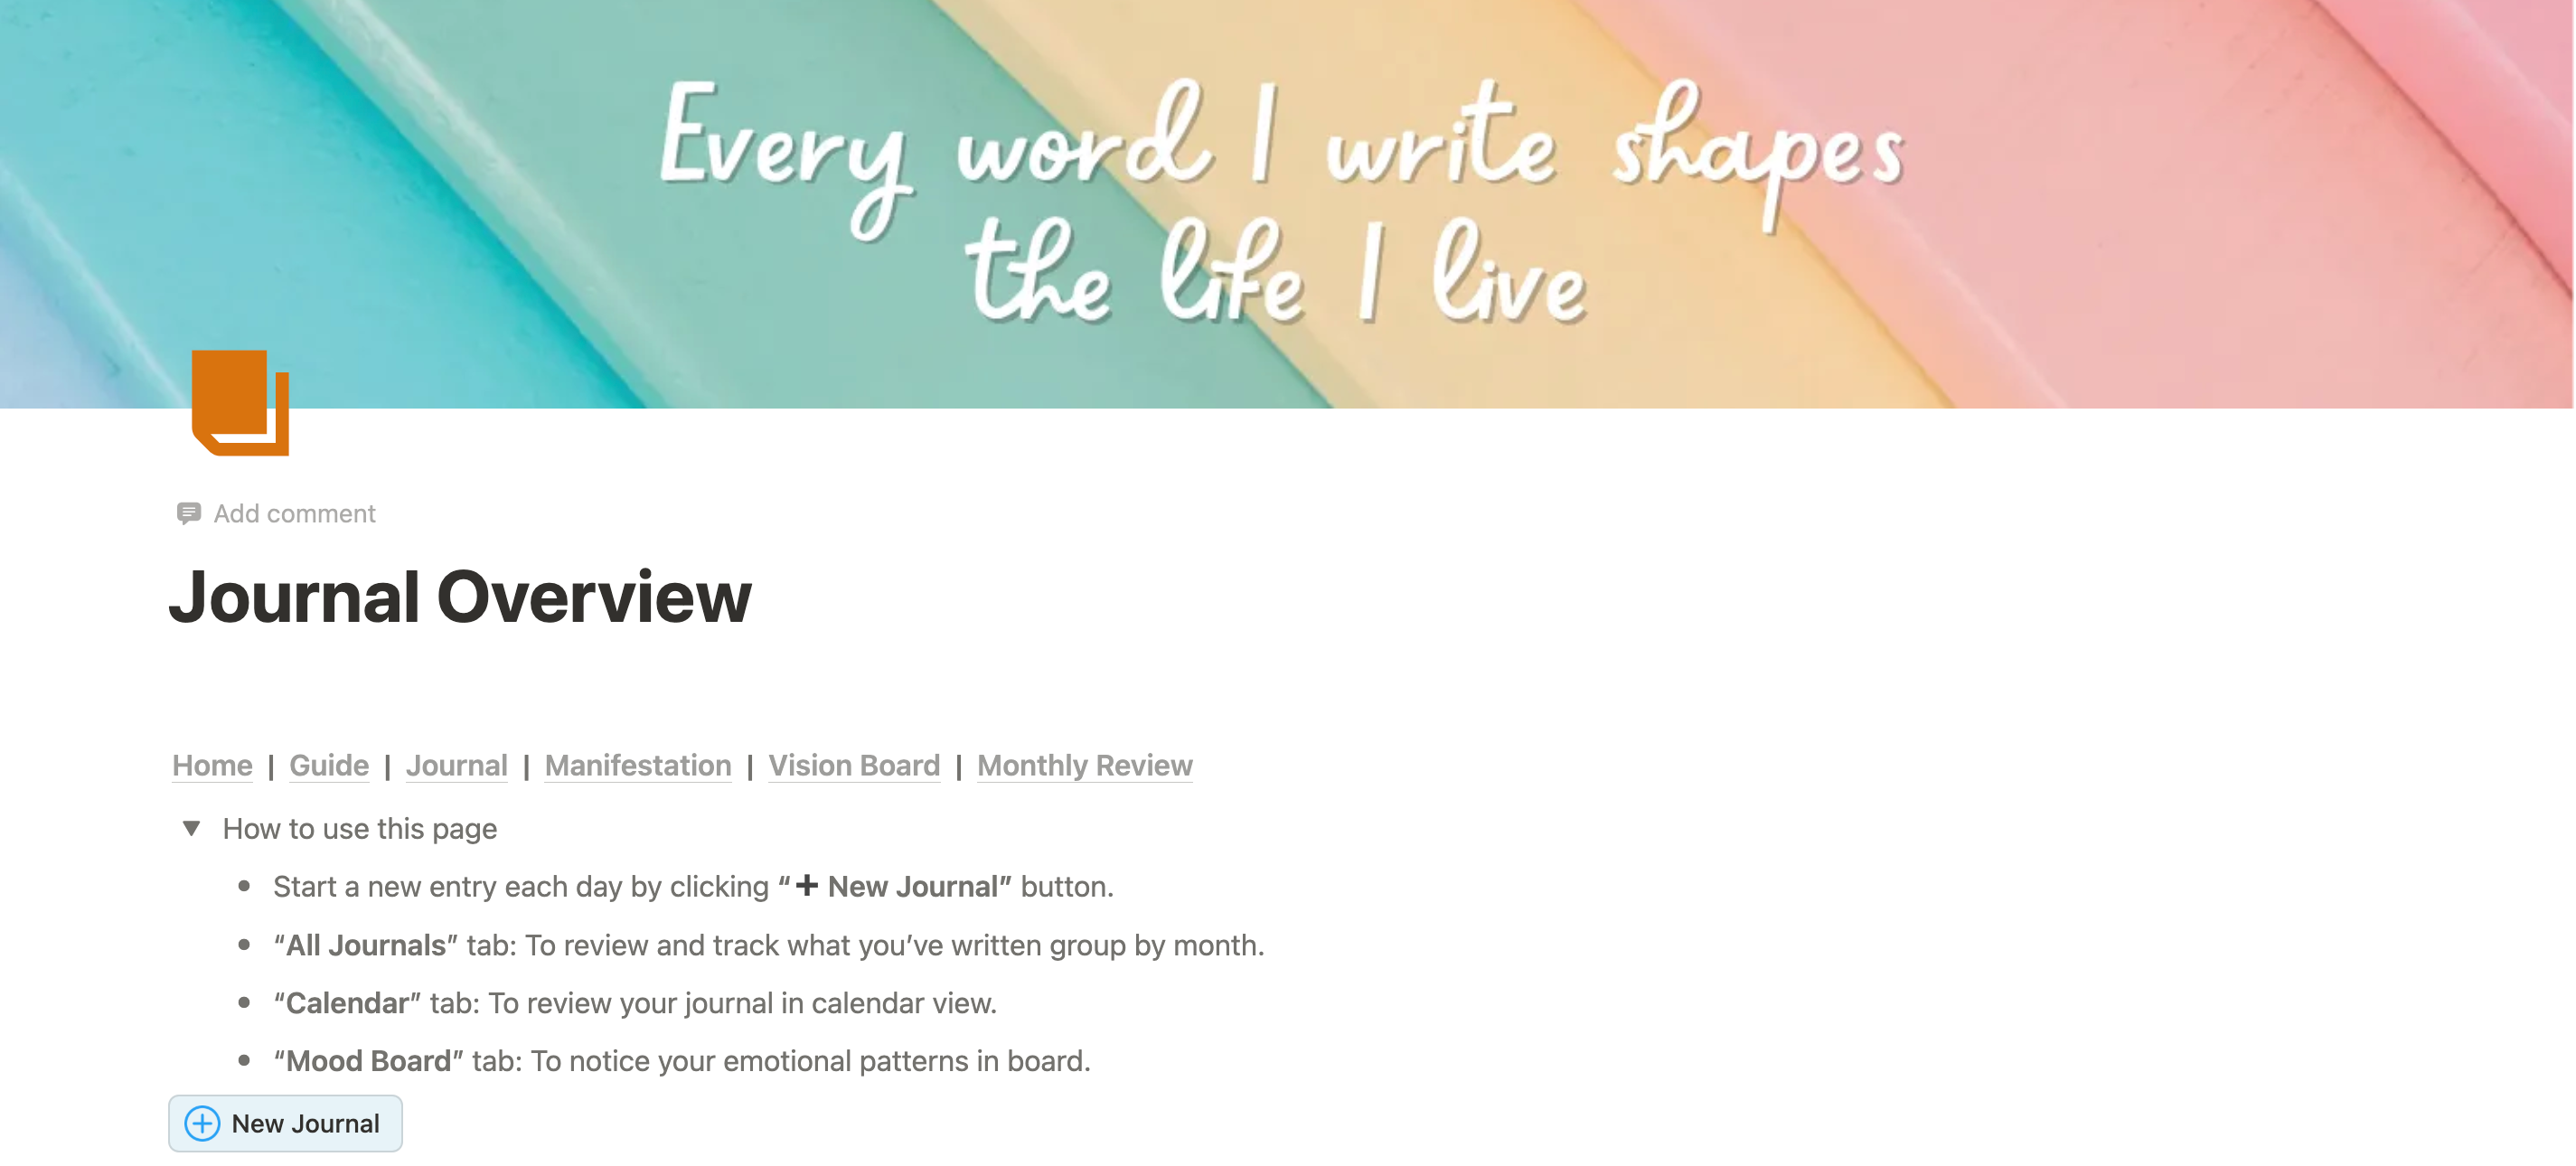 Every word I write shapes
the life I live
Add comment
Journal Overview
Home | Guide | Journal | Manifestation | Vision Board | Monthly Review
How to use this page
Start a new entry each day by clicking “➕ New Journal” button.
“All Journals” tab: To review and track what you’ve written group by month.
“Calendar” tab: To review your journal in calendar view.
“Mood Board” tab: To notice your emotional patterns in board.
New Journal